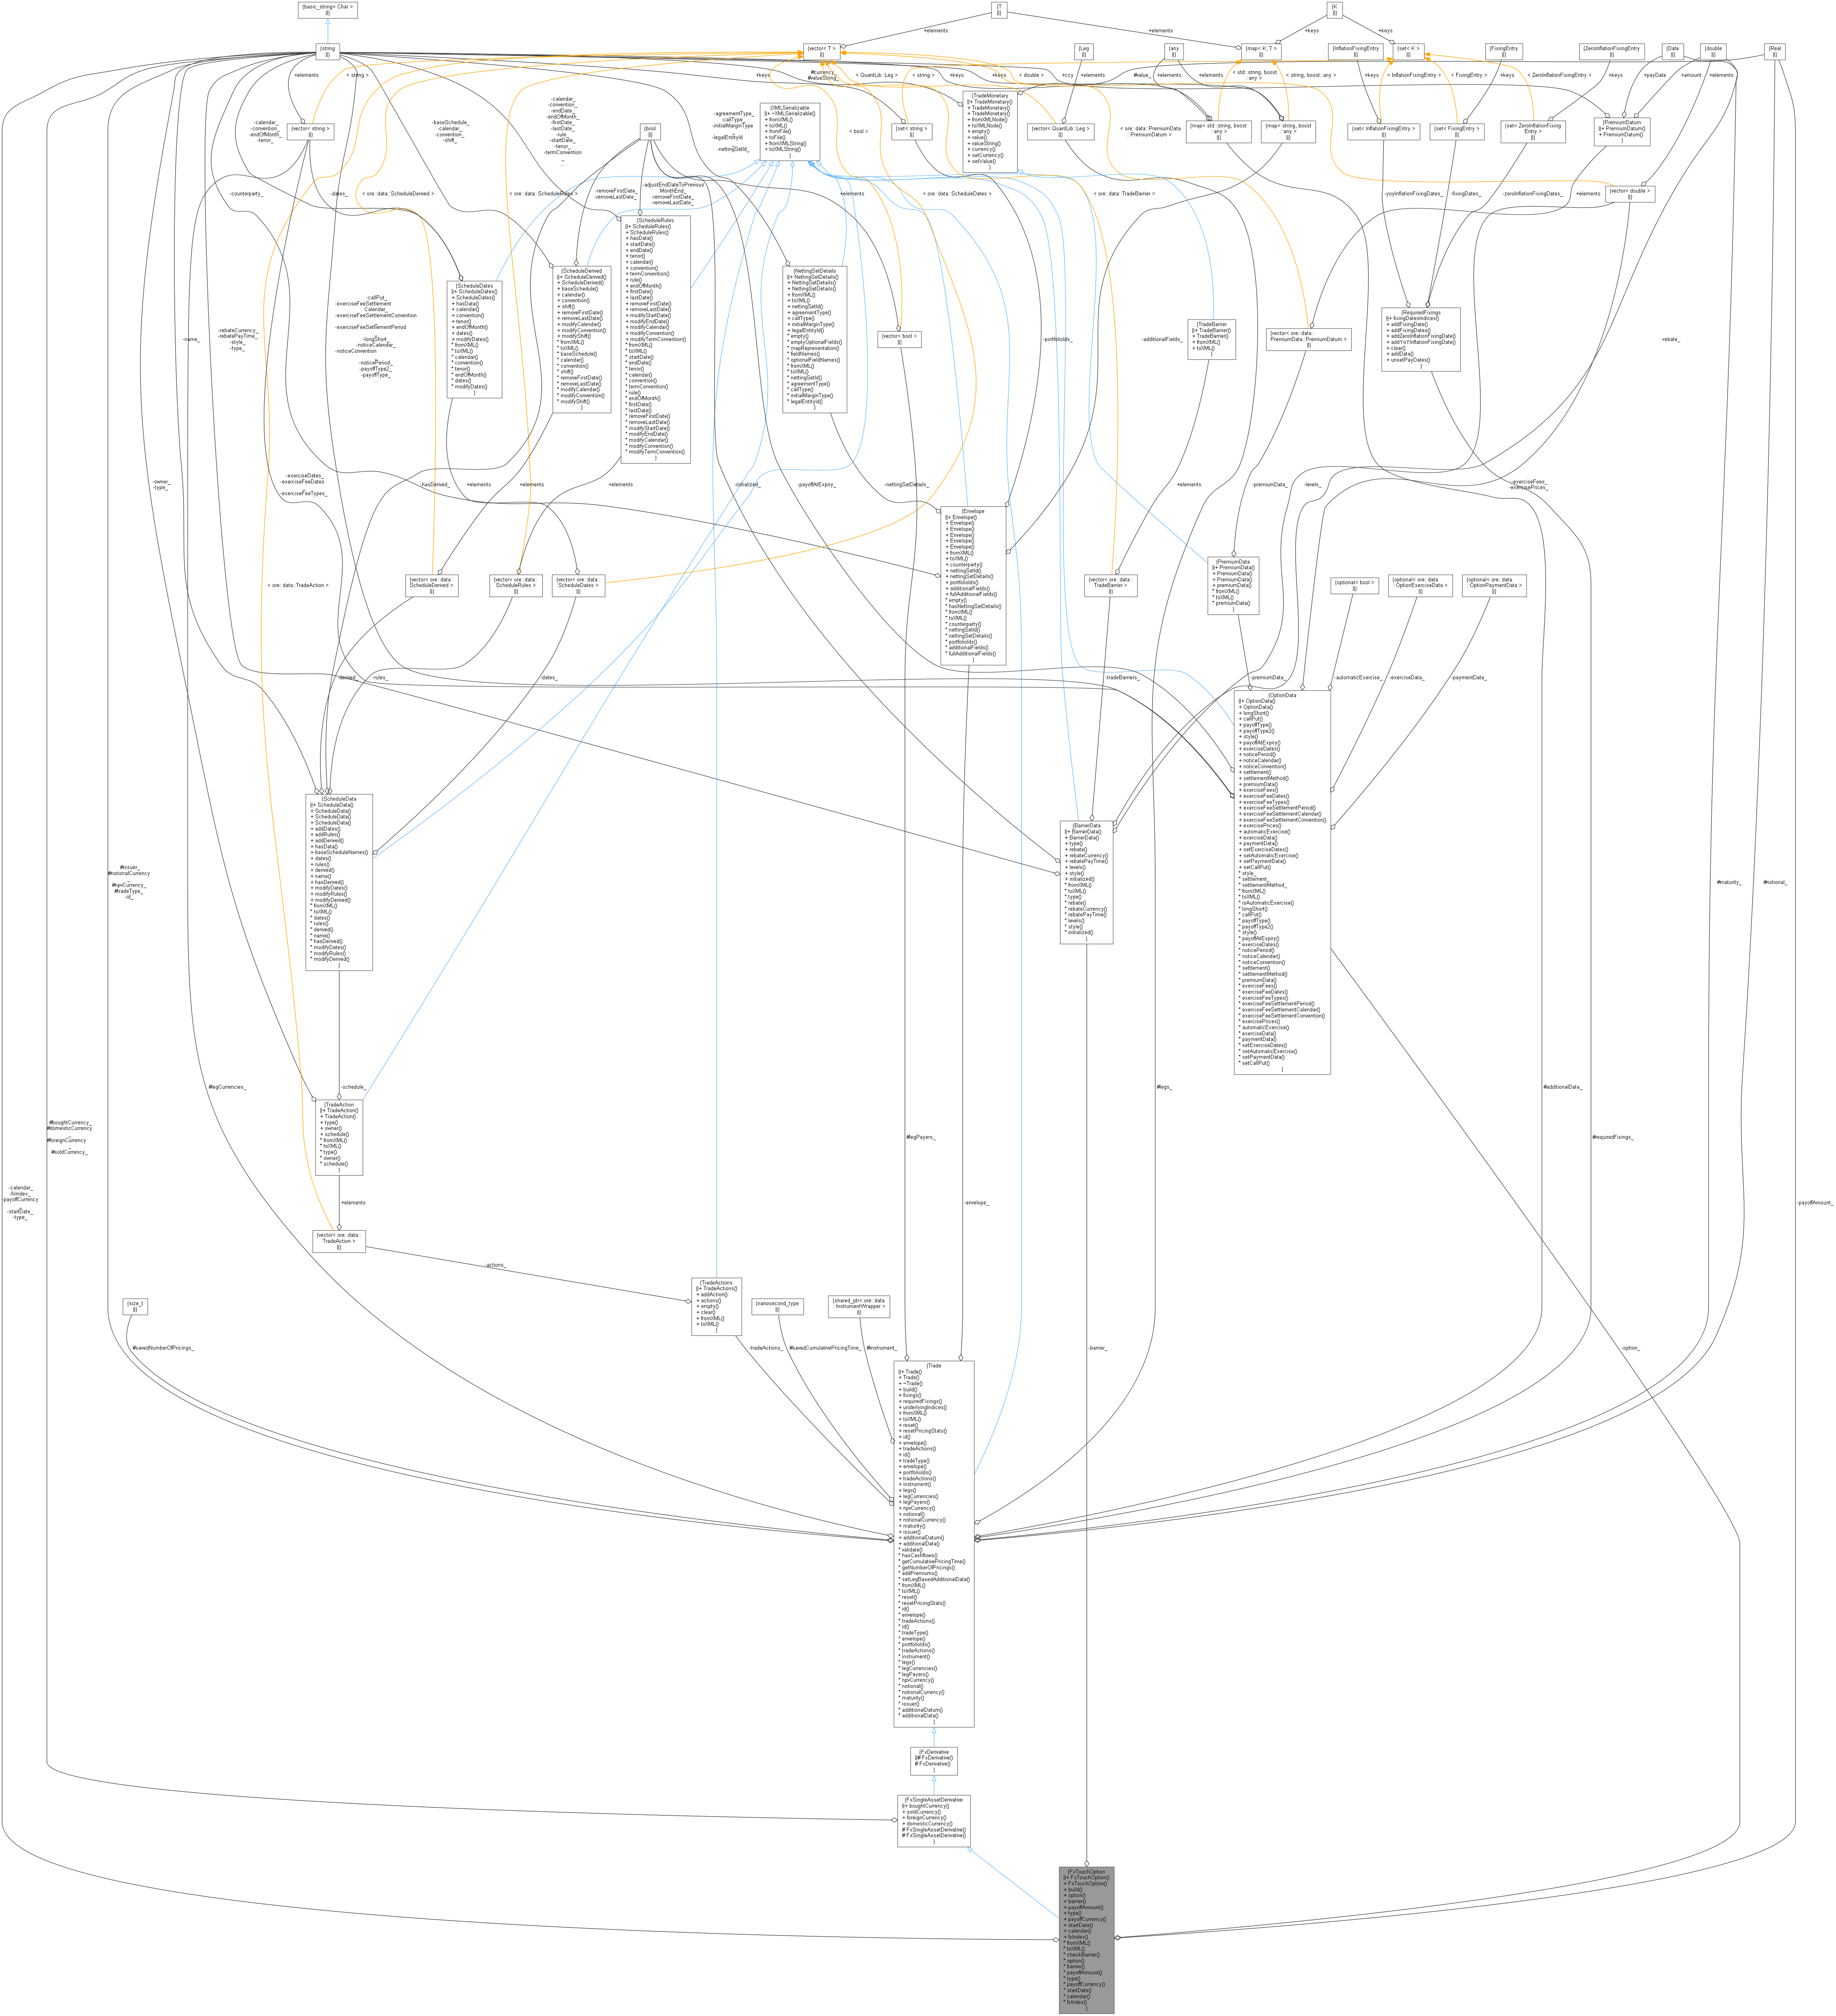 {basic_string< Char >
||}
{T
||}
{K
||}
+elements
+elements
+keys
+keys
{string
||}
{vector< T >
||}
{Leg
||}
{any
||}
{map< K, T >
||}
{InflationFixingEntry
||}
{set< K >
||}
{FixingEntry
||}
{ZeroInflationFixingEntry
||}
{Date
||}
{double
||}
{Real
||}
+elements
< string >
+keys
#currency_
#valueString_
< QuantLib: Leg >
< string >
+keys
+keys
< double >
+ccy
+elements
#value_
+elements
+elements
< std: string, boost
: any >
< string, boost: any >
+keys
< InflationFixingEntry >
< FixingEntry >
+keys
< ZeroInflationFixingEntry >
+keys
+payDate
+amount
+elements
{vector< string >
||}
{XMLSerializable
||+ ~XMLSerializable()
+ fromXML()
+ toXML()
+ fromFile()
+ toFile()
+ fromXMLString()
+ toXMLString()
}
{bool
||}
{set< string >
||}
{TradeMonetary
||+ TradeMonetary()
+ TradeMonetary()
+ TradeMonetary()
+ fromXMLNode()
+ toXMLNode()
+ empty()
+ value()
+ valueString()
+ currency()
+ setCurrency()
+ setValue()
}
{vector< QuantLib: Leg >
||}
{map< std: string, boost
: any >
||}
{map< string, boost
: any >
||}
{set< InflationFixingEntry >
||}
{set< FixingEntry >
||}
{set< ZeroInflationFixing
Entry >
||}
{PremiumDatum
||+ PremiumDatum()
+ PremiumDatum()
}
{vector< double >
||}
-calendar_
-convention_
-endOfMonth_
-tenor_
-baseSchedule_
-calendar_
-convention_
-shift_
-calendar_
-convention_
-endDate_
-endOfMonth_
-firstDate_
-lastDate_
-rule_
-startDate_
-tenor_
-termConvention
_
...
-agreementType_
-callType_
-initialMarginType
_
-legalEntityId
_
-nettingSetId_
< bool >
< ore::data::PremiumData
::PremiumDatum >
-counterparty_
-dates_
< ore::data::ScheduleDerived >
< ore::data::ScheduleRules >
-removeFirstDate_
-removeLastDate_
-adjustEndDateToPrevious
MonthEnd_
-removeFirstDate_
-removeLastDate_
+elements
< ore::data::ScheduleDates >
< ore::data::TradeBarrier >
-yoyInflationFixingDates_
-fixingDates_
-zeroInflationFixingDates_
+elements
{ScheduleDates
||+ ScheduleDates()
+ ScheduleDates()
+ hasData()
+ calendar()
+ convention()
+ tenor()
+ endOfMonth()
+ dates()
+ modifyDates()
* fromXML()
* toXML()
* calendar()
* convention()
* tenor()
* endOfMonth()
* dates()
* modifyDates()
}
{ScheduleDerived
||+ ScheduleDerived()
+ ScheduleDerived()
+ baseSchedule()
+ calendar()
+ convention()
+ shift()
+ removeFirstDate()
+ removeLastDate()
+ modifyCalendar()
+ modifyConvention()
+ modifyShift()
* fromXML()
* toXML()
* baseSchedule()
* calendar()
* convention()
* shift()
* removeFirstDate()
* removeLastDate()
* modifyCalendar()
* modifyConvention()
* modifyShift()
}
{ScheduleRules
||+ ScheduleRules()
+ ScheduleRules()
+ hasData()
+ startDate()
+ endDate()
+ tenor()
+ calendar()
+ convention()
+ termConvention()
+ rule()
+ endOfMonth()
+ firstDate()
+ lastDate()
+ removeFirstDate()
+ removeLastDate()
+ modifyStartDate()
+ modifyEndDate()
+ modifyCalendar()
+ modifyConvention()
+ modifyTermConvention()
* fromXML()
* toXML()
* startDate()
* endDate()
* tenor()
* calendar()
* convention()
* termConvention()
* rule()
* endOfMonth()
* firstDate()
* lastDate()
* removeFirstDate()
* removeLastDate()
* modifyStartDate()
* modifyEndDate()
* modifyCalendar()
* modifyConvention()
* modifyTermConvention()
}
{NettingSetDetails
||+ NettingSetDetails()
+ NettingSetDetails()
+ NettingSetDetails()
+ fromXML()
+ toXML()
+ nettingSetId()
+ agreementType()
+ callType()
+ initialMarginType()
+ legalEntityId()
* empty()
* emptyOptionalFields()
* mapRepresentation()
* fieldNames()
* optionalFieldNames()
* fromXML()
* toXML()
* nettingSetId()
* agreementType()
* callType()
* initialMarginType()
* legalEntityId()
}
{vector< bool >
||}
{TradeBarrier
||+ TradeBarrier()
+ TradeBarrier()
+ fromXML()
+ toXML()
}
{vector< ore::data::
PremiumData::PremiumDatum >
||}
{RequiredFixings
||+ fixingDatesIndices()
+ addFixingDate()
+ addFixingDates()
+ addZeroInflationFixingDate()
+ addYoYInflationFixingDate()
+ clear()
+ addData()
+ unsetPayDates()
}
-name_
-rebateCurrency_
-rebatePayTime_
-style_
-type_
-callPut_
-exerciseFeeSettlement
Calendar_
-exerciseFeeSettlementConvention
_
-exerciseFeeSettlementPeriod
_
-longShort_
-noticeCalendar_
-noticeConvention
_
-noticePeriod_
-payoffType2_
-payoffType_
...
-portfolioIds_
-additionalFields_
-rebate_
-owner_
-type_
-exerciseDates_
-exerciseFeeDates
_
-exerciseFeeTypes_
-hasDerived_
+elements
+elements
+elements
-initialized_
-payoffAtExpiry_
-nettingSetDetails_
+elements
-premiumData_
-levels_
-exerciseFees_
-exercisePrices_
{Envelope
||+ Envelope()
+ Envelope()
+ Envelope()
+ Envelope()
+ Envelope()
+ Envelope()
+ fromXML()
+ toXML()
+ counterparty()
+ nettingSetId()
+ nettingSetDetails()
+ portfolioIds()
+ additionalFields()
+ fullAdditionalFields()
* empty()
* hasNettingSetDetails()
* fromXML()
* toXML()
* counterparty()
* nettingSetId()
* nettingSetDetails()
* portfolioIds()
* additionalFields()
* fullAdditionalFields()
}
< ore::data::TradeAction >
{vector< ore::data::
ScheduleDerived >
||}
{vector< ore::data::
ScheduleRules >
||}
{vector< ore::data::
ScheduleDates >
||}
{vector< ore::data::
TradeBarrier >
||}
{PremiumData
||+ PremiumData()
+ PremiumData()
+ PremiumData()
+ premiumData()
* fromXML()
* toXML()
* premiumData()
}
{optional< bool >
||}
{optional< ore::data
::OptionExerciseData >
||}
{optional< ore::data
::OptionPaymentData >
||}
-derived_
-rules_
-dates_
-tradeBarriers_
-premiumData_
-automaticExercise_
-exerciseData_
-paymentData_
{OptionData
||+ OptionData()
+ OptionData()
+ longShort()
+ callPut()
+ payoffType()
+ payoffType2()
+ style()
+ payoffAtExpiry()
+ exerciseDates()
+ noticePeriod()
+ noticeCalendar()
+ noticeConvention()
+ settlement()
+ settlementMethod()
+ premiumData()
+ exerciseFees()
+ exerciseFeeDates()
+ exerciseFeeTypes()
+ exerciseFeeSettlementPeriod()
+ exerciseFeeSettlementCalendar()
+ exerciseFeeSettlementConvention()
+ exercisePrices()
+ automaticExercise()
+ exerciseData()
+ paymentData()
+ setExerciseDates()
+ setAutomaticExercise()
+ setPaymentData()
+ setCallPut()
* style_
* settlement_
* settlementMethod_
* fromXML()
* toXML()
* isAutomaticExercise()
* longShort()
* callPut()
* payoffType()
* payoffType2()
* style()
* payoffAtExpiry()
* exerciseDates()
* noticePeriod()
* noticeCalendar()
* noticeConvention()
* settlement()
* settlementMethod()
* premiumData()
* exerciseFees()
* exerciseFeeDates()
* exerciseFeeTypes()
* exerciseFeeSettlementPeriod()
* exerciseFeeSettlementCalendar()
* exerciseFeeSettlementConvention()
* exercisePrices()
* automaticExercise()
* exerciseData()
* paymentData()
* setExerciseDates()
* setAutomaticExercise()
* setPaymentData()
* setCallPut()
}
{ScheduleData
||+ ScheduleData()
+ ScheduleData()
+ ScheduleData()
+ ScheduleData()
+ addDates()
+ addRules()
+ addDerived()
+ hasData()
+ baseScheduleNames()
+ dates()
+ rules()
+ derived()
+ name()
+ hasDerived()
+ modifyDates()
+ modifyRules()
+ modifyDerived()
* fromXML()
* toXML()
* dates()
* rules()
* derived()
* name()
* hasDerived()
* modifyDates()
* modifyRules()
* modifyDerived()
}
{BarrierData
||+ BarrierData()
+ BarrierData()
+ type()
+ rebate()
+ rebateCurrency()
+ rebatePayTime()
+ levels()
+ style()
+ initialized()
* fromXML()
* toXML()
* type()
* rebate()
* rebateCurrency()
* rebatePayTime()
* levels()
* style()
* initialized()
}
#issuer_
#notionalCurrency
_
#npvCurrency_
#tradeType_
-id_
#maturity_
#notional_
#legCurrencies_
-schedule_
#legs_
#additionalData_
{TradeAction
||+ TradeAction()
+ TradeAction()
+ type()
+ owner()
+ schedule()
* fromXML()
* toXML()
* type()
* owner()
* schedule()
}
#boughtCurrency_
#domesticCurrency
_
#foreignCurrency
_
#soldCurrency_
#legPayers_
#requiredFixings_
-calendar_
-fxIndex_
-payoffCurrency
_
-startDate_
-type_
+elements
-envelope_
-payoffAmount_
{vector< ore::data::
TradeAction >
||}
-actions_
{size_t
||}
{TradeActions
||+ TradeActions()
+ addAction()
+ actions()
+ empty()
+ clear()
+ fromXML()
+ toXML()
}
{nanosecond_type
||}
{shared_ptr< ore::data
::InstrumentWrapper >
||}
#savedNumberOfPricings_
-tradeActions_
#savedCumulativePricingTime_
#instrument_
-barrier_
-option_
{Trade
||+ Trade()
+ Trade()
+ ~Trade()
+ build()
+ fixings()
+ requiredFixings()
+ underlyingIndices()
+ fromXML()
+ toXML()
+ reset()
+ resetPricingStats()
+ id()
+ envelope()
+ tradeActions()
+ id()
+ tradeType()
+ envelope()
+ portfolioIds()
+ tradeActions()
+ instrument()
+ legs()
+ legCurrencies()
+ legPayers()
+ npvCurrency()
+ notional()
+ notionalCurrency()
+ maturity()
+ issuer()
+ additionalDatum()
+ additionalData()
* validate()
* hasCashflows()
* getCumulativePricingTime()
* getNumberOfPricings()
* addPremiums()
* setLegBasedAdditionalData()
* fromXML()
* toXML()
* reset()
* resetPricingStats()
* id()
* envelope()
* tradeActions()
* id()
* tradeType()
* envelope()
* portfolioIds()
* tradeActions()
* instrument()
* legs()
* legCurrencies()
* legPayers()
* npvCurrency()
* notional()
* notionalCurrency()
* maturity()
* issuer()
* additionalDatum()
* additionalData()
}
{FxDerivative
||# FxDerivative()
# FxDerivative()
}
{FxSingleAssetDerivative
||+ boughtCurrency()
+ soldCurrency()
+ foreignCurrency()
+ domesticCurrency()
# FxSingleAssetDerivative()
# FxSingleAssetDerivative()
}
{FxTouchOption
||+ FxTouchOption()
+ FxTouchOption()
+ build()
+ option()
+ barrier()
+ payoffAmount()
+ type()
+ payoffCurrency()
+ startDate()
+ calendar()
+ fxIndex()
* fromXML()
* toXML()
* checkBarrier()
* option()
* barrier()
* payoffAmount()
* type()
* payoffCurrency()
* startDate()
* calendar()
* fxIndex()
}